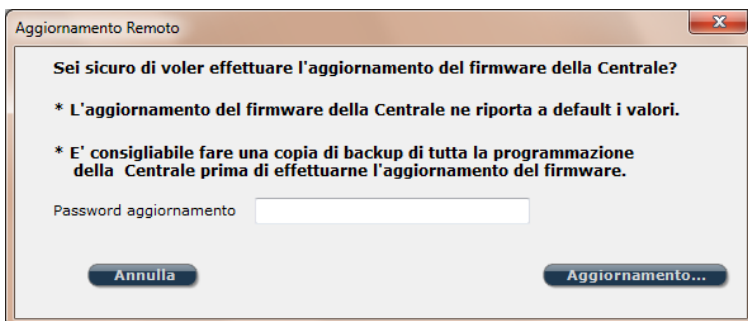 Aggiornamento Remoto
Sei sicuro di voler effettuare l'aggiornamento del firmware della Centrale?
* L'aggiornamento del firmware della Centrale ne riporta a default i valori.
* E' consigliabile fare una copia di backup di tutta la programmazione
della Centrale prima di effettuarne l'aggiornamento del firmware.
Password aggiornamento
Annulla
Aggiornamento...